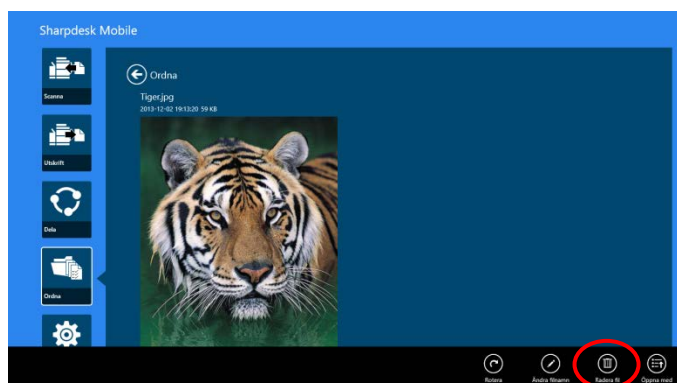 Sharpdesk Mobile
Scanna
Utskrift
Dela
Ordna
Ordna
Tiger.jpg
2013-12-02 19:13:20 59 KB
Rotera
Ändra filnamn
Radera fil
Öppna med